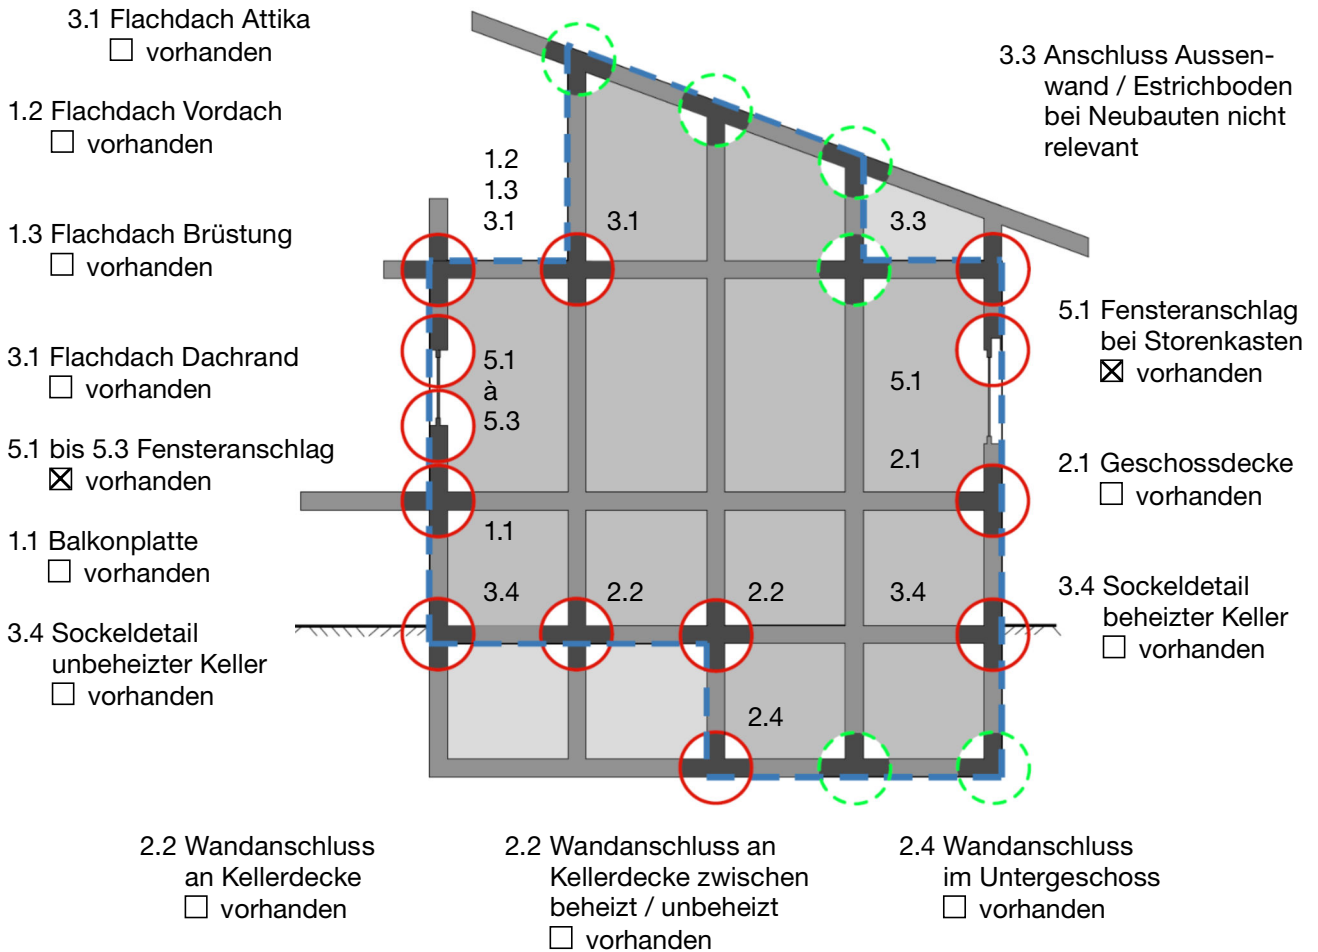 3.1 Flachdach Attika
☐ vorhanden
1.2 Flachdach Vordach
☐ vorhanden
1.3 Flachdach Brüstung
☐ vorhanden
3.1 Flachdach Dachrand
☐ vorhanden
5.1 bis 5.3 Fensteranschlag
☒ vorhanden
1.1 Balkonplatte
☐ vorhanden
3.4 Sockeldetail
unbeheizter Keller
☐ vorhanden
1.2
1.3
3.1
3.1
3.3
5.1
à
5.3
5.1
2.1
1.1
3.4
2.2
2.2
3.4
2.4
3.3 Anschluss Aussen-
wand / Estrichboden
bei Neubauten nicht
relevant
5.1 Fensteranschlag
bei Storenkasten
☒ vorhanden
2.1 Geschossdecke
☐ vorhanden
3.4 Sockeldetail
beheizter Keller
☐ vorhanden
2.2 Wandanschluss
an Kellerdecke
☐ vorhanden
2.2 Wandanschluss an
Kellerdecke zwischen
beheizt / unbeheizt
☐ vorhanden
2.4 Wandanschluss
im Untergeschoss
☐ vorhanden